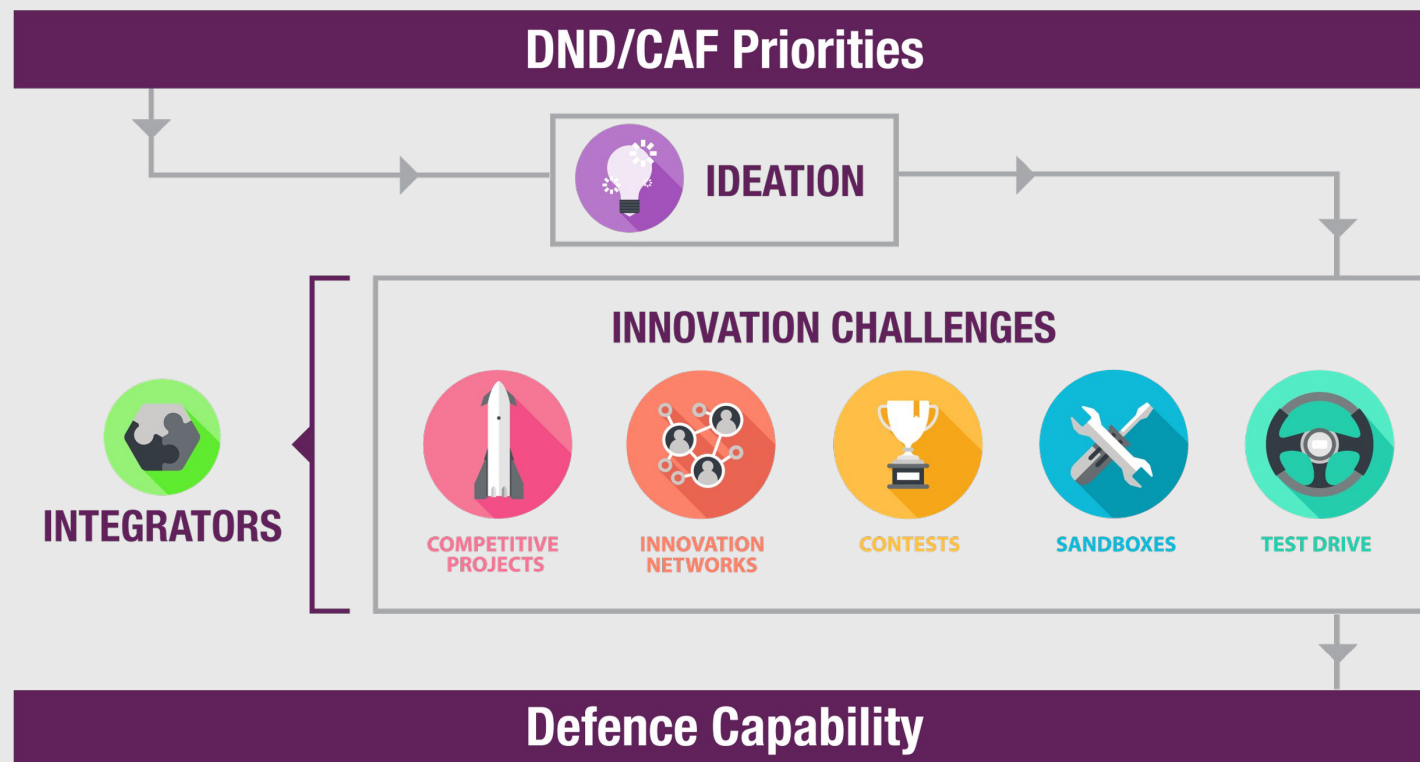 DND/CAF Priorities
IDEATION
INNOVATION CHALLENGES
INTEGRATORS
COMPETITIVE
PROJECTS
INNOVATION
NETWORKS
CONTESTS
SANDBOXES
TEST DRIVE
Defence Capability